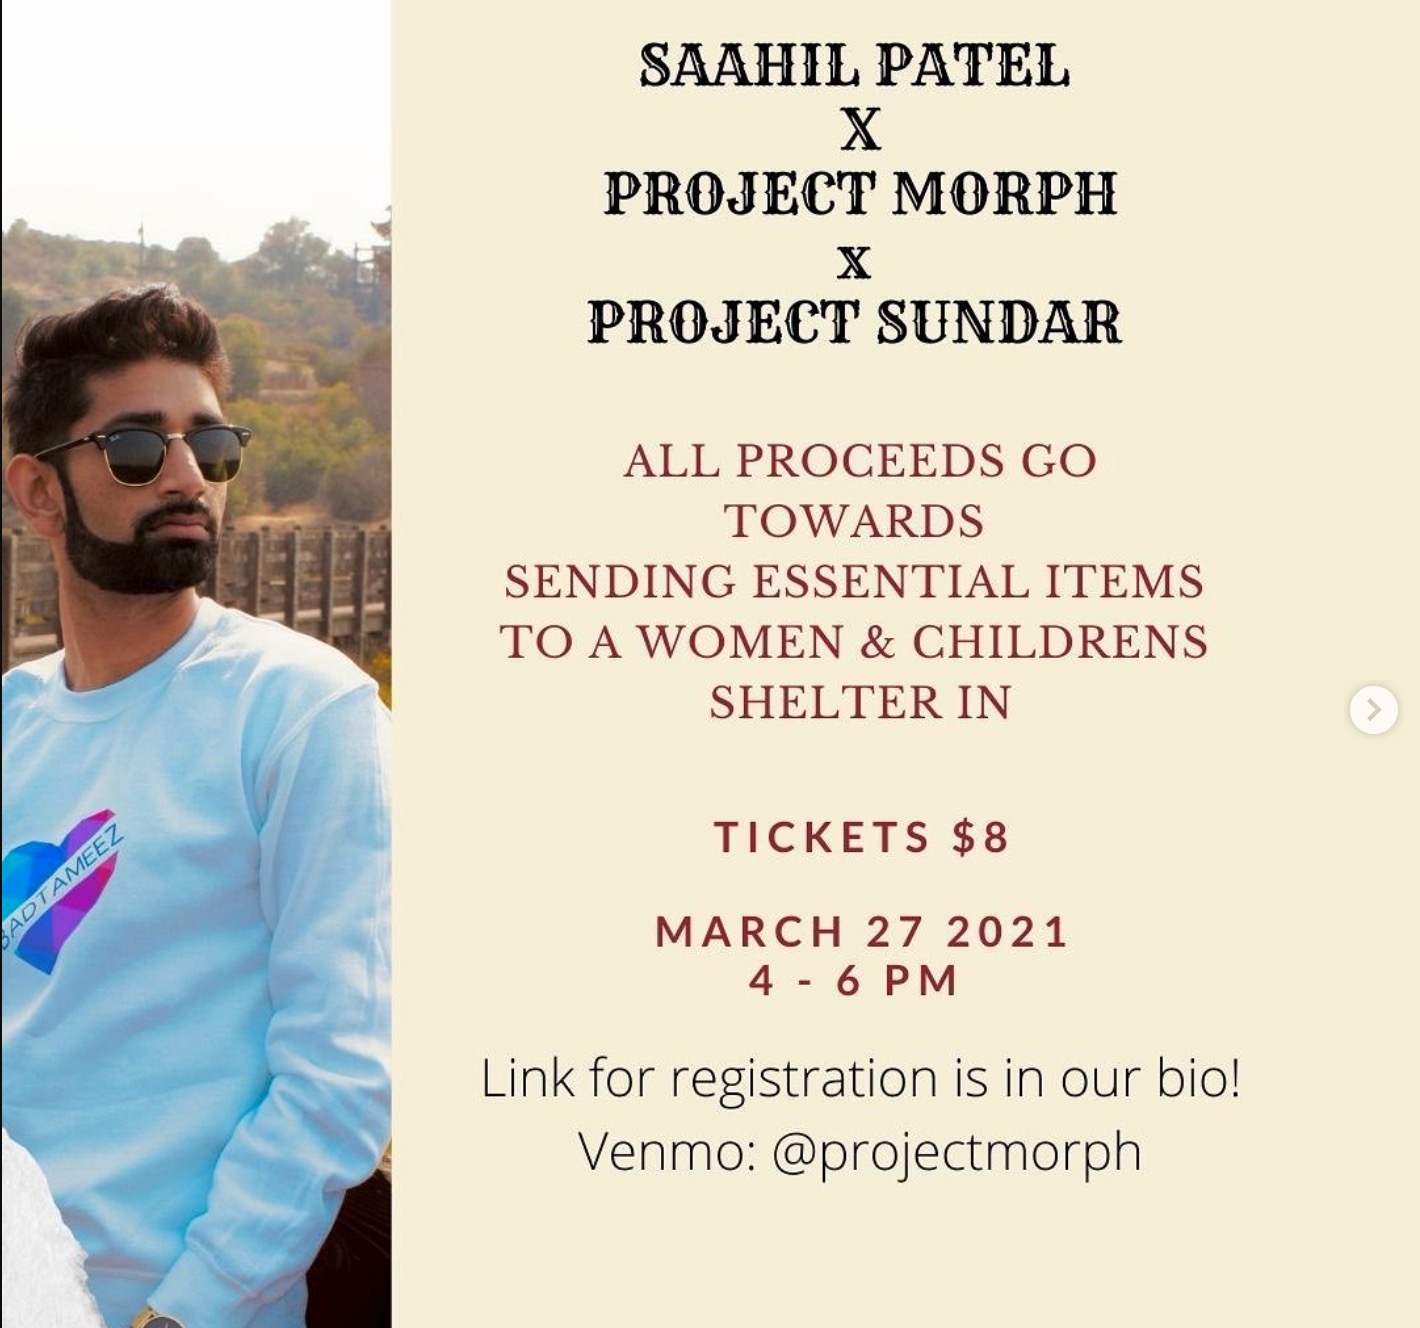 SAAHIL PATEL
X
PROJECT MORPH
x
PROJECT SUNDAR
ALL PROCEEDS GO
TOWARDS
SENDING ESSENTIAL ITEMS
TO A WOMEN & CHILDRENS
SHELTER IN
TICKETS $8
MARCH 27 2021
4 - 6 PM
Link for registration is in our bio!
Venmo: @projectmorph
BADTAMEEZ